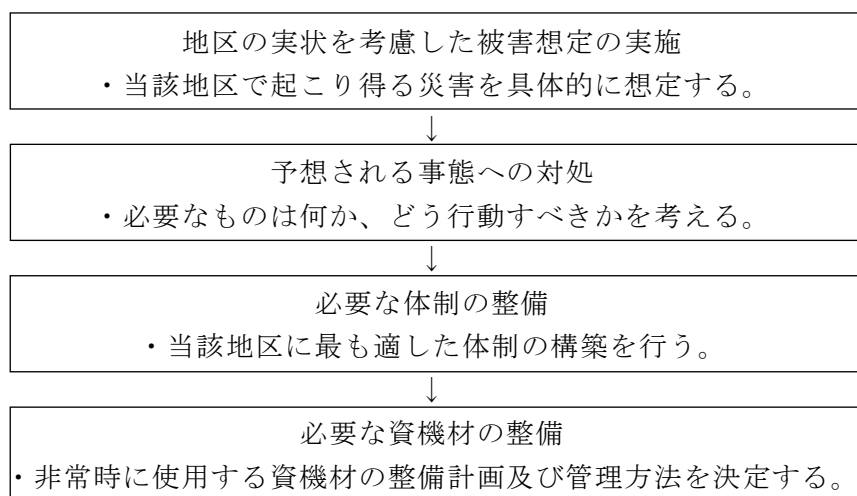 地区の実状を考慮した被害想定の実施
・当該地区で起こり得る災害を具体的に想定する。
↓
予想される事態への対処
・必要なものは何か、どう行動すべきかを考える。
↓
必要な体制の整備
・当該地区に最も適した体制の構築を行う。
↓
必要な資機材の整備
・非常時に使用する資機材の整備計画及び管理方法を決定する。